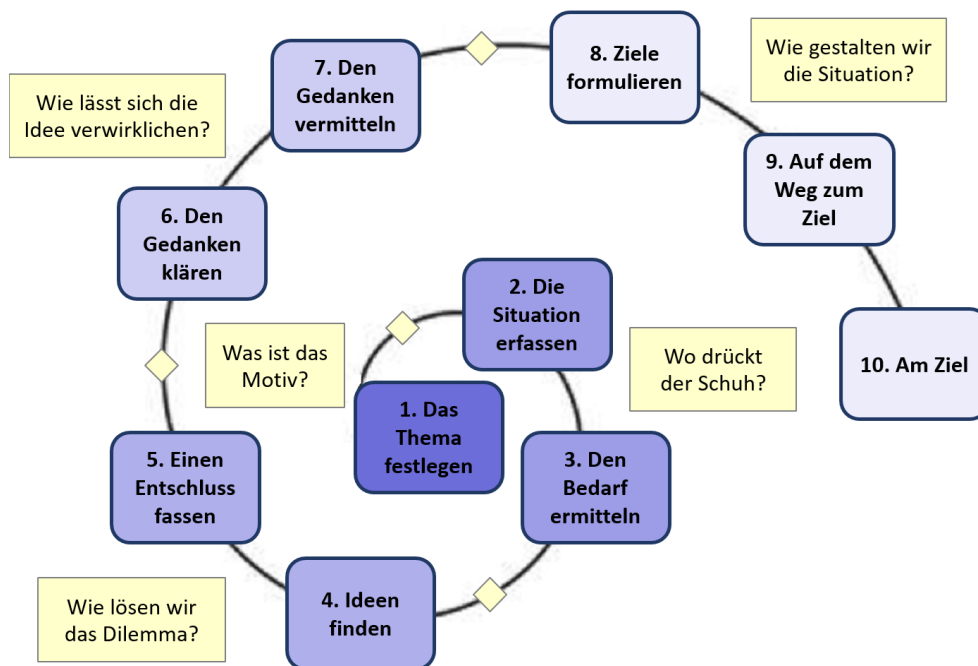 1. Das
Thema
festlegen
2. Die
Situation
erfassen
3. Den
Bedarf
ermitteln
4. Ideen
finden
5. Einen
Entschluss
fassen
6. Den
Gedanken
klären
7. Den
Gedanken
vermitteln
8. Ziele
formulieren
9. Auf dem
Weg zum
Ziel
10. Am Ziel
Was ist das
Motiv?
Wo drückt
der Schuh?
Wie lösen wir
das Dilemma?
Wie lässt sich die
Idee verwirklichen?
Wie gestalten wir
die Situation?